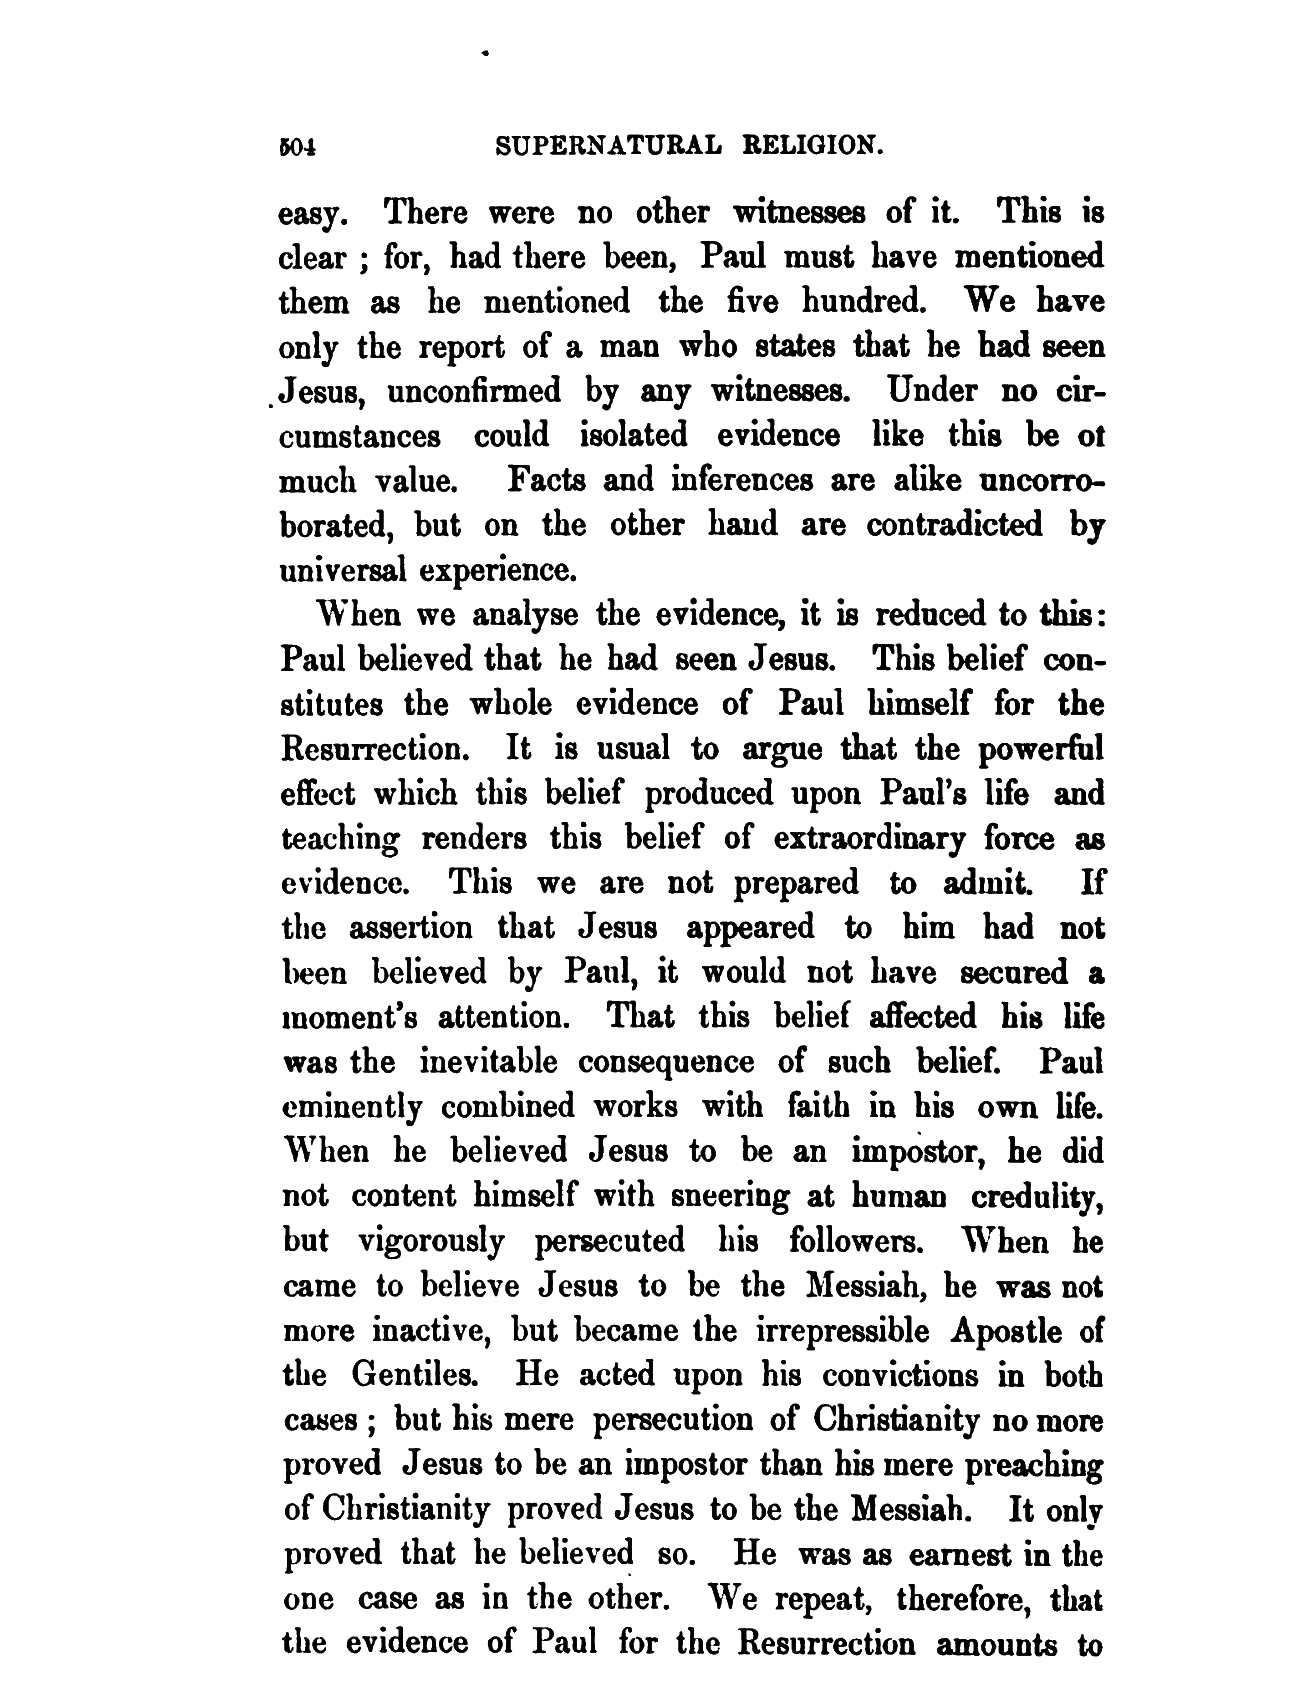 504 SUPERNATURAL RELIGION.
easy. There were no other witnesses of it. This is
clear ; for, had there been, Paul must have mentioned
them as he mentioned the five hundred. We have
only the report of a man who states that he had seen
Jesus, unconfirmed by any witnesses. Under no cir-
cumstances could isolated evidence like this be of
much value. Facts and inferences are alike uncorro-
borated, but on the other hand are contradicted by
universal experience.
When we analyse the evidence, it is reduced to this:
Paul believed that he had seen Jesus. This belief con-
stitutes the whole evidence of Paul himself for the
Resurrection. It is usual to argue that the powerful
effect which this belief produced upon Paul's life and
teaching renders this belief of extraordinary force as
evidence. This we are not prepared to admit. If
the assertion that Jesus appeared to him had not
been believed by Paul, it would not have secured a
moment's attention. That this belief affected his life
was the inevitable consequence of such belief. Paul
eminently combined works with faith in his own life.
When he believed Jesus to be an impostor, he did
not content himself with sneering at human credulity,
but vigorously persecuted his followers. When he
came to believe Jesus to be the Messiah, he was not
more inactive, but became the irrepressible Apostle of
the Gentiles. He acted upon his convictions in both
cases ; but his mere persecution of Christianity no more
proved Jesus to be an impostor than his mere preaching
of Christianity proved Jesus to be the Messiah. It only
proved that he believed so. He was as earnest in the
one case as in the other. We repeat, therefore, that
the evidence of Paul for the Resurrection amounts to